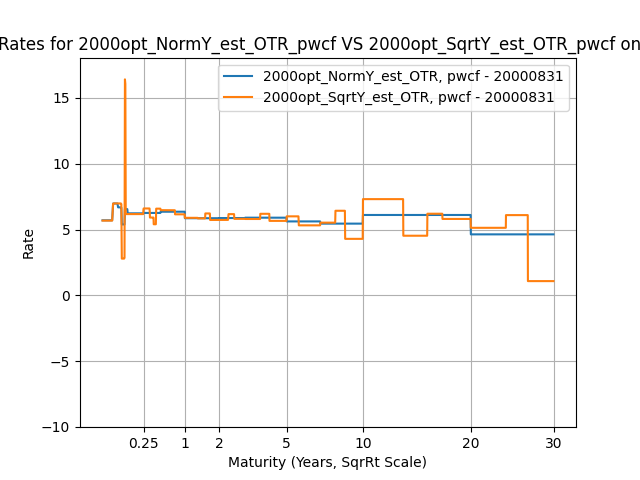 Rates for 2000opt_NormY_est_OTR_pwcf VS 2000opt_SqrtY_est_OTR_pwcf on
2000opt_NormY_est_OTR, pwcf - 20000831
2000opt_SqrtY_est_OTR, pwcf - 20000831
Rate
15
10
5
0
−5
−10
0.25 1 2 5 10 20 30
Maturity (Years, SqrRt Scale)